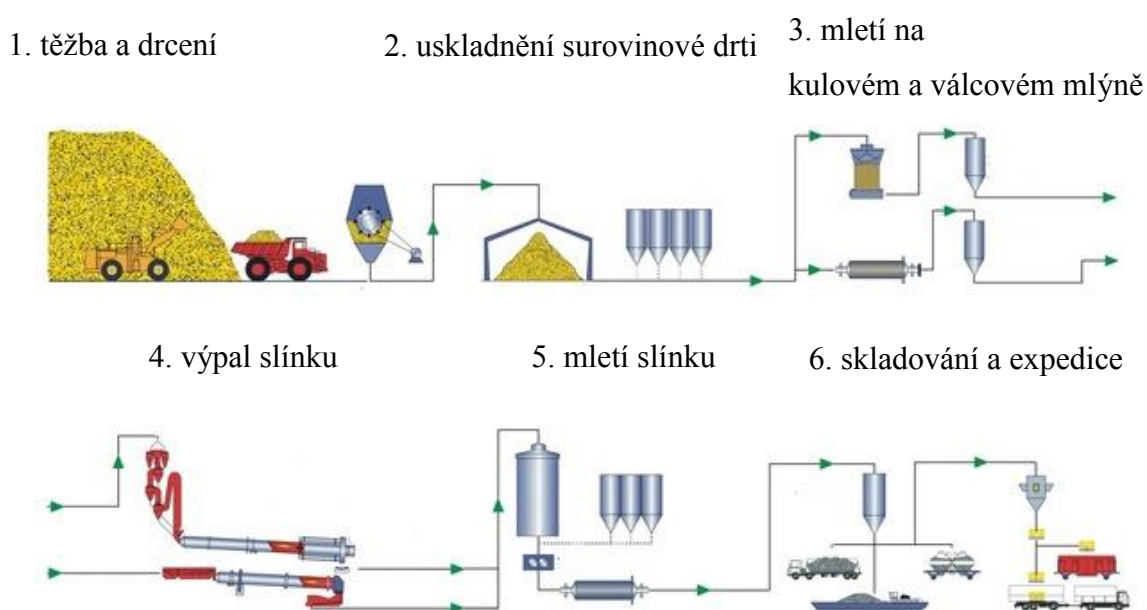 1. těžba a drcení
2. uskladnění surovinové drti
3. mletí na
kulovém a válcovém mlýně
4. výpal slínku
5. mletí slínku
6. skladování a expedice